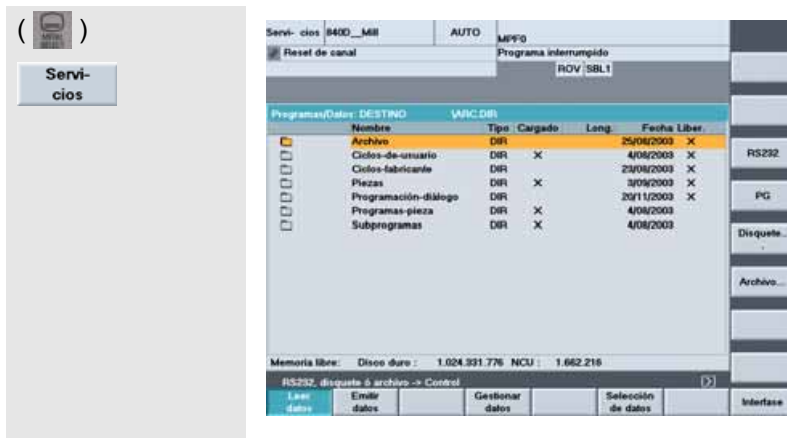 ( MENU SELECT )
Servi-
cios
Servi- cios 840D__Mill AUTO MPF0
Reset de canal Programa interrumpido
ROV SBL1
Programas/Datos: DESTINO \ARC.DIR
Nombre Tipo Cargado Long. Fecha Liber.
Archivo DIR 25/08/2003 X
Ciclos-de-usuario DIR X 4/08/2003 X
Ciclos-fabricante DIR 23/08/2003 X
Piezas DIR X 3/09/2003 X
Programación-diálogo DIR 20/11/2003 X
Programas-pieza DIR X 4/08/2003
Subprogramas DIR X 4/08/2003
RS232
PG
Disquete..
.
Archivo...
Memoria libre: Disco duro : 1.024.931.776 NCU : 1.662.216
RS232, disquete ó archivo -> Control
Leer
datos
Emitir
datos
Gestionar
datos
Selección
de datos
Interfase